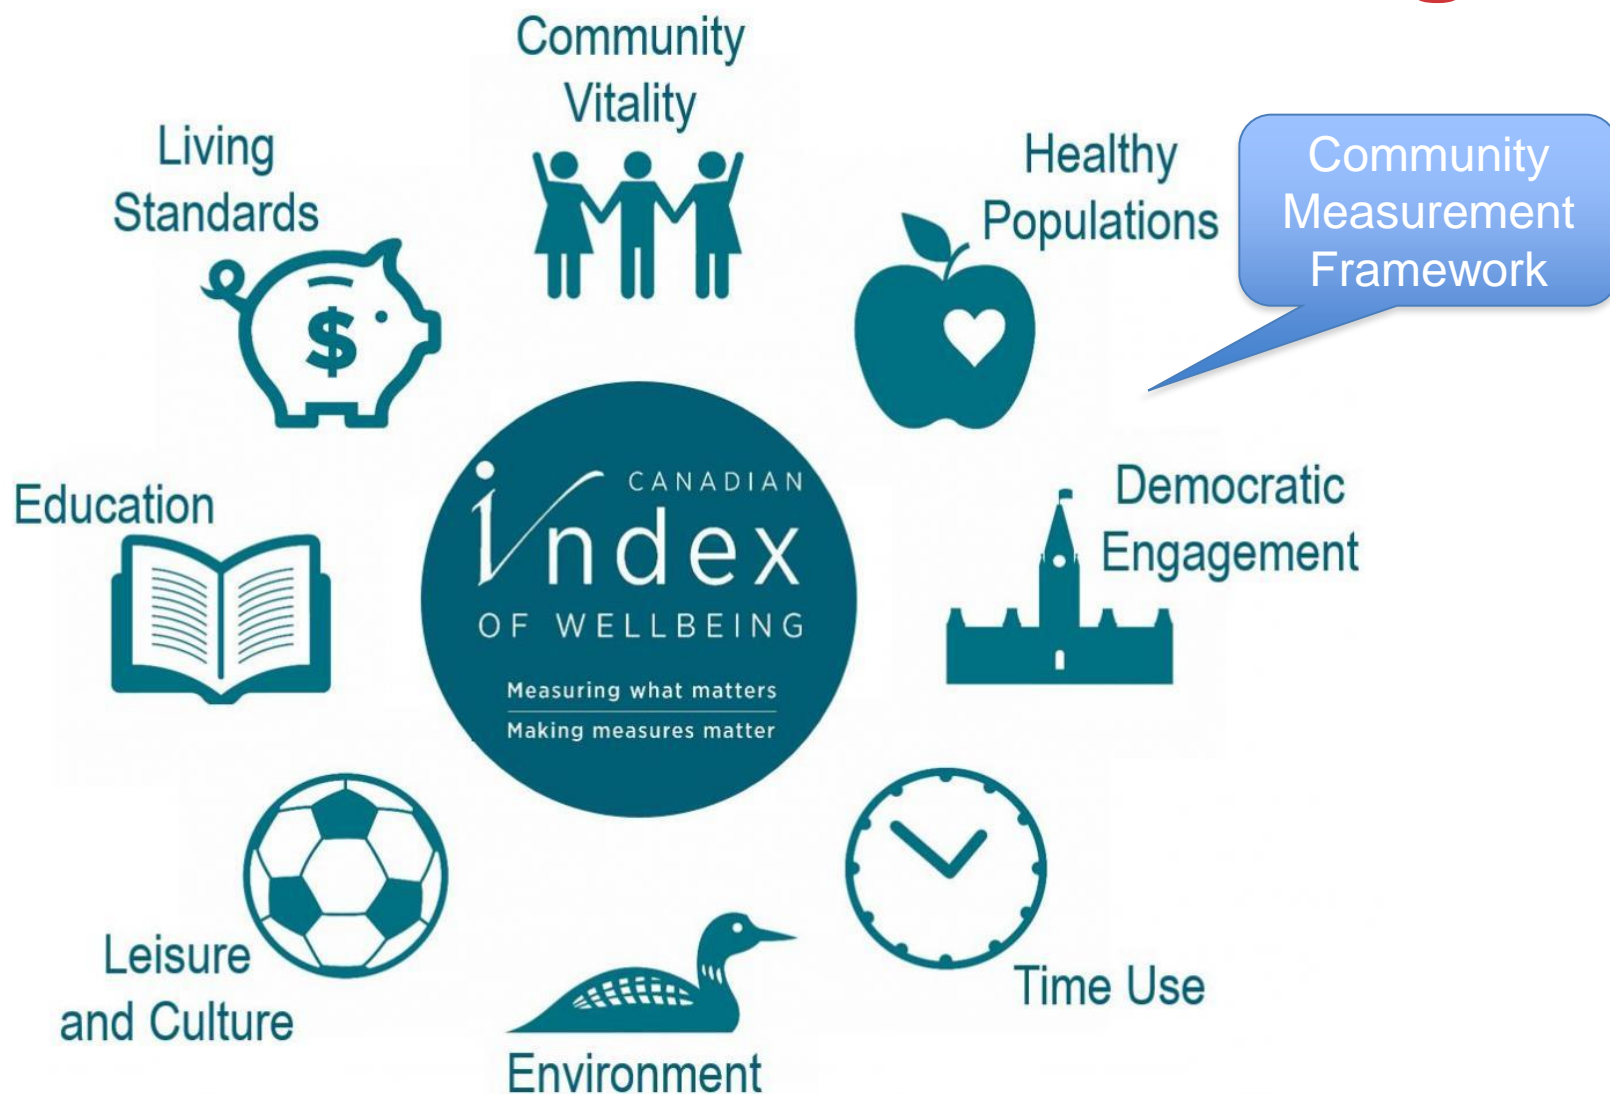 Community
Vitality
Living
Standards
Healthy
Populations
Community
Measurement
Framework
$
Education
CANADIAN
index
OF WELLBEING
Measuring what matters
Making measures matter
Democratic
Engagement
Leisure
and Culture
Time Use
Environment